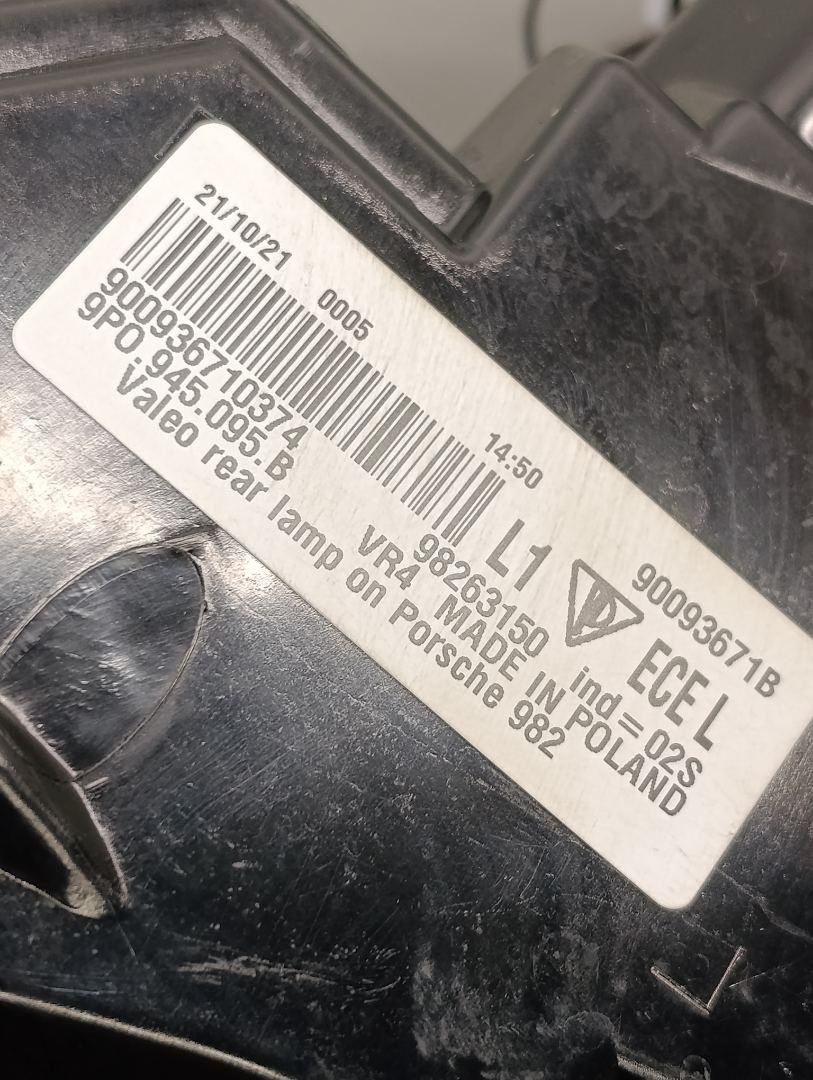 21/10/21 0005 14:50 90093671B
L1 ECE L
900936710374 98263150 ind=02S
9P0.945.095.B VR4 MADE IN POLAND
Valeo rear lamp on Porsche 982
L